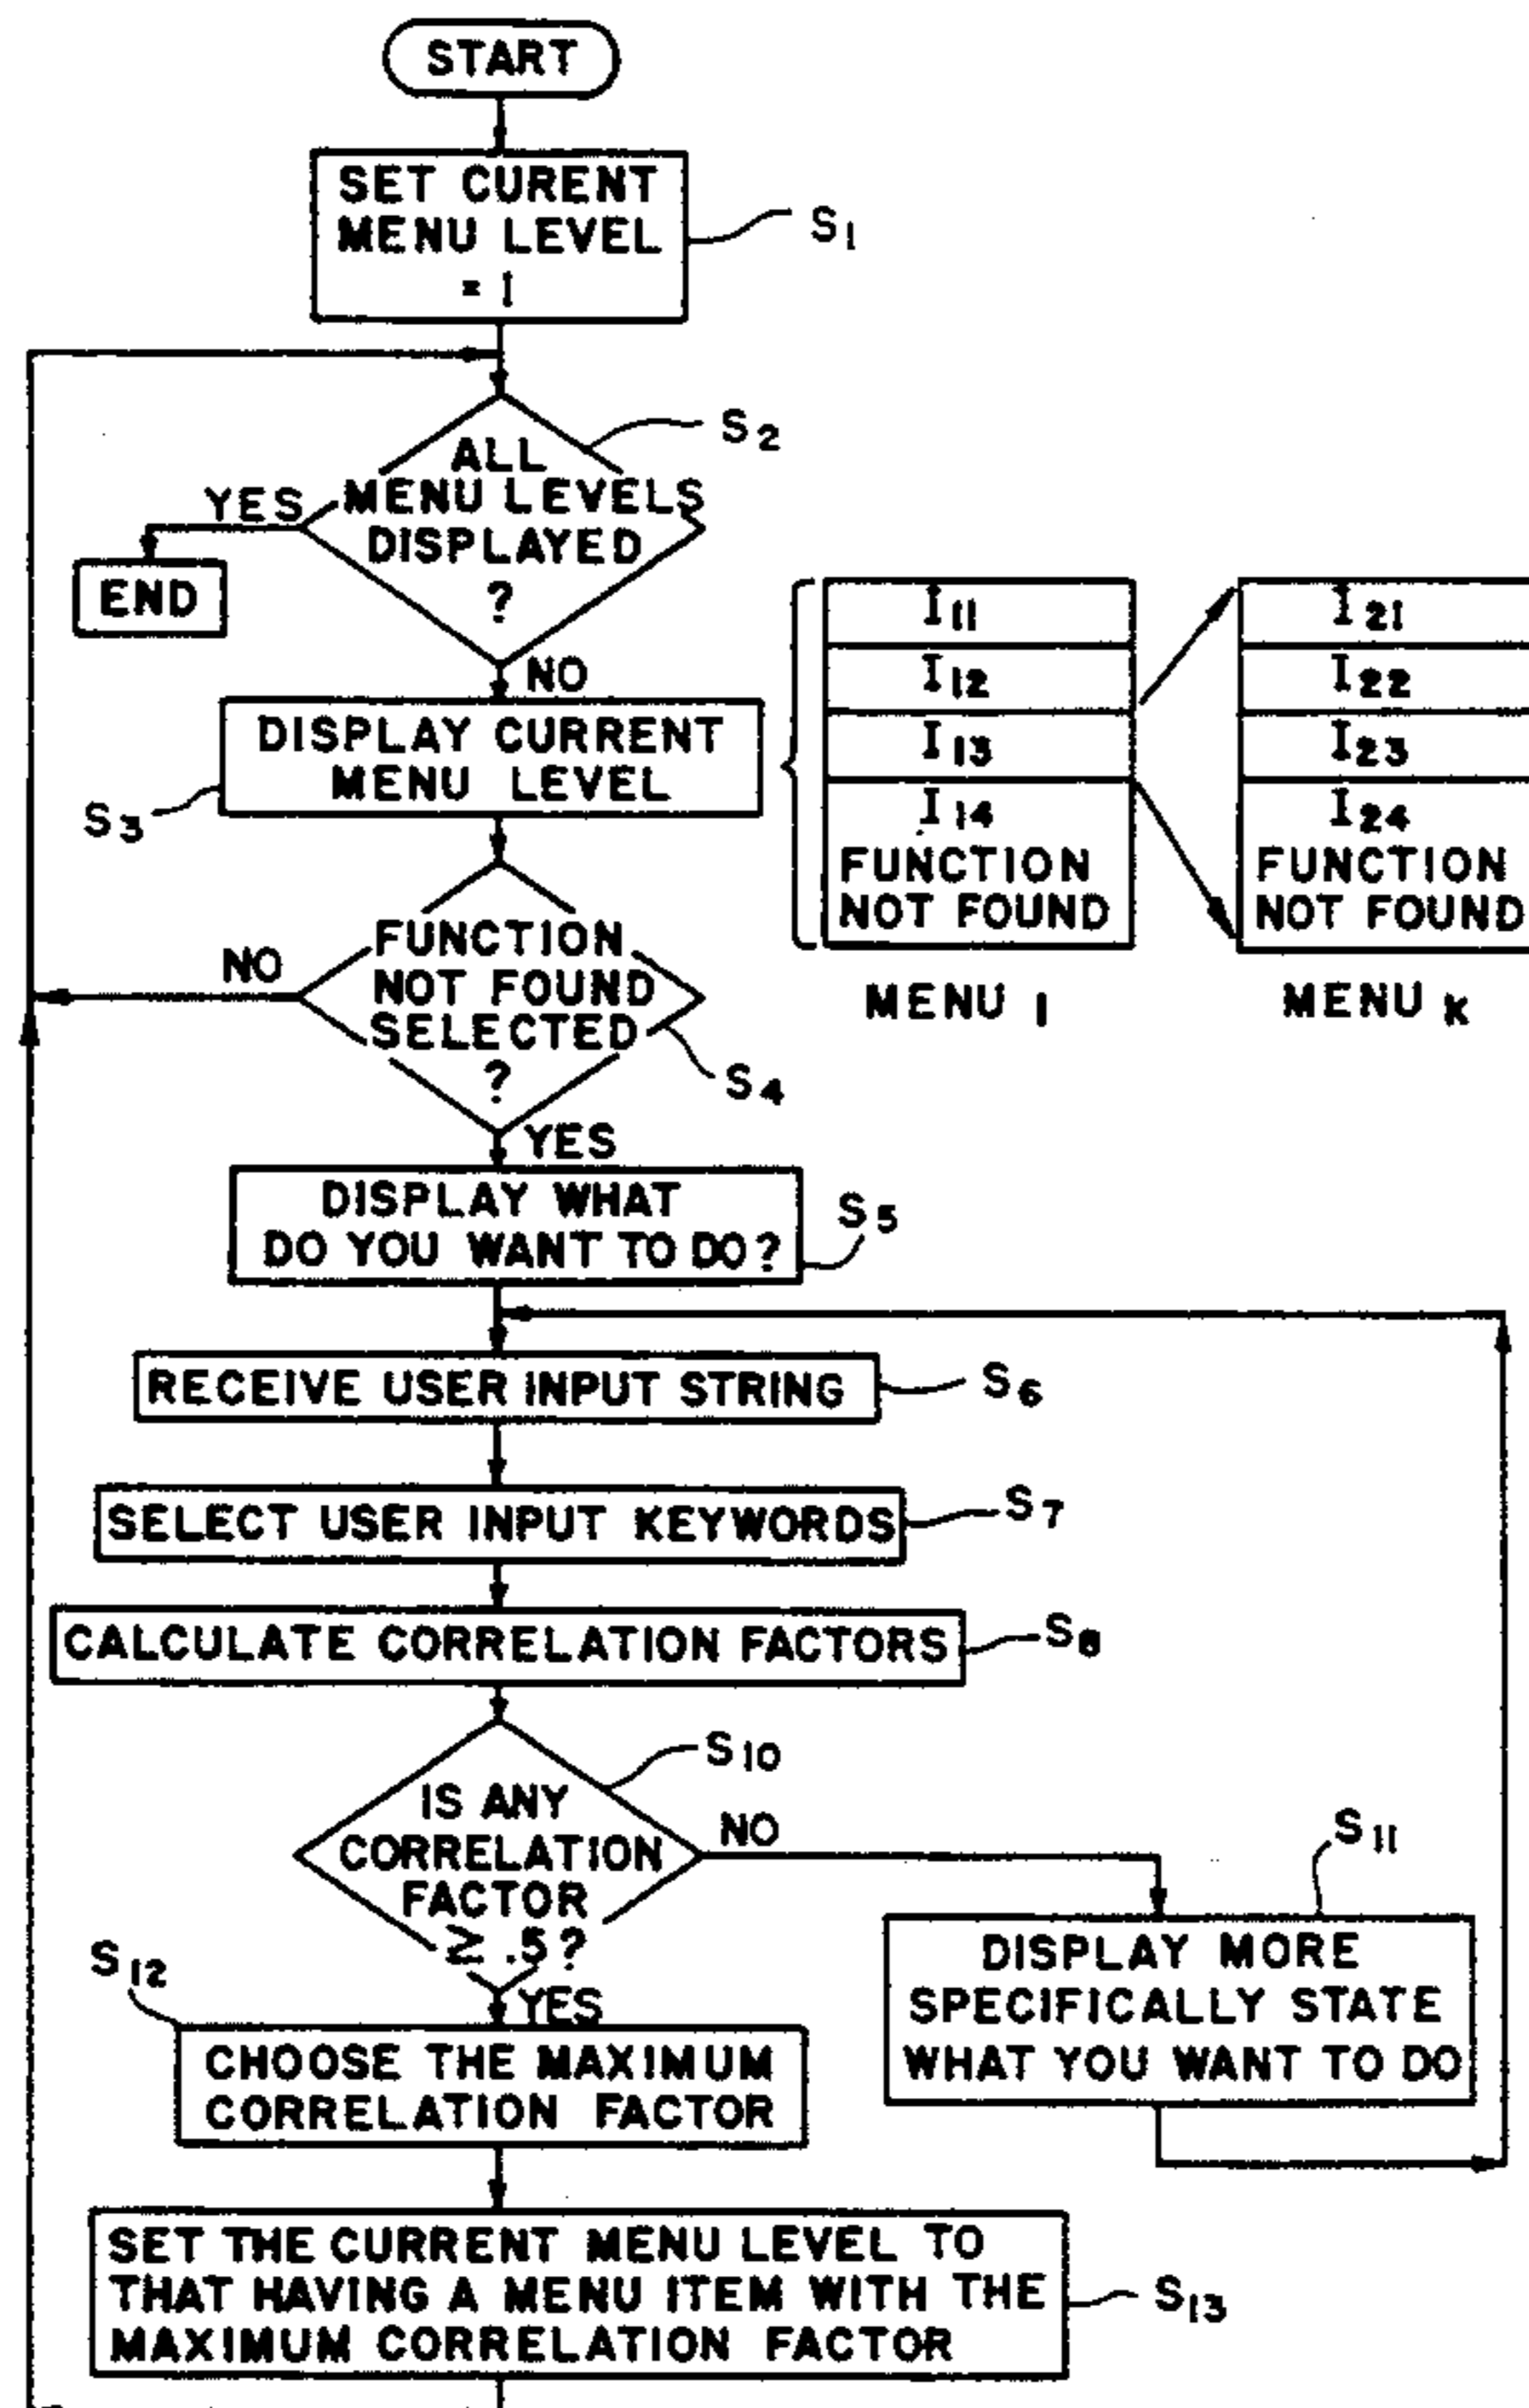 START
SET CURENT
MENU LEVEL
= 1
S1
ALL
MENU LEVELS
DISPLAYED
?
S2
YES
END
NO
DISPLAY CURRENT
MENU LEVEL
S3
I11
I12
I13
I14
FUNCTION
NOT FOUND
MENU 1
I21
I22
I23
I24
FUNCTION
NOT FOUND
MENU K
FUNCTION
NOT FOUND
SELECTED
?
NO
S4
YES
DISPLAY WHAT
DO YOU WANT TO DO?
S5
RECEIVE USER INPUT STRING
S6
SELECT USER INPUT KEYWORDS
S7
CALCULATE CORRELATION FACTORS
S8
IS ANY
CORRELATION
FACTOR
≥ .5?
S10
NO
S11
DISPLAY MORE
SPECIFICALLY STATE
WHAT YOU WANT TO DO
YES
S12
CHOOSE THE MAXIMUM
CORRELATION FACTOR
SET THE CURRENT MENU LEVEL TO
THAT HAVING A MENU ITEM WITH THE
MAXIMUM CORRELATION FACTOR
S13